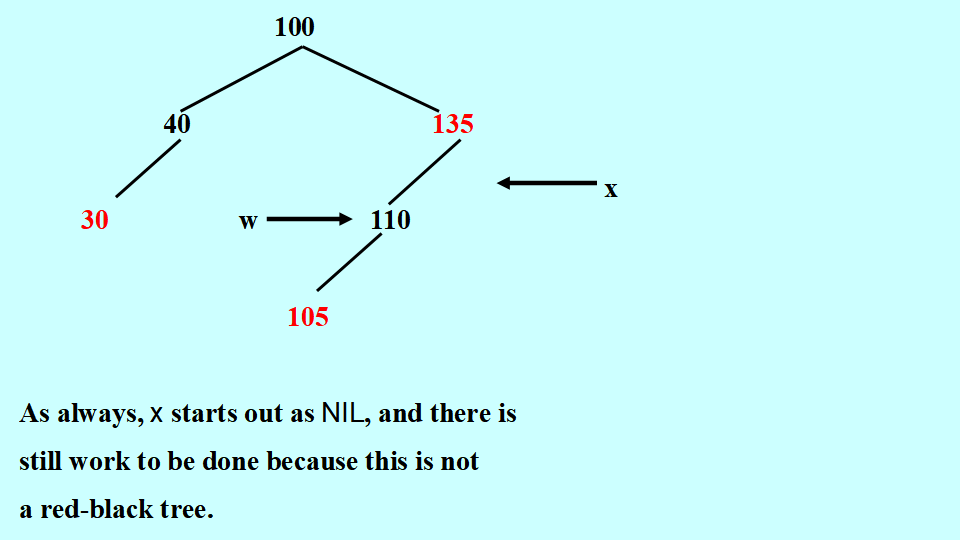 100
40
135
x
30
w
110
105
As always, x starts out as NIL, and there is
still work to be done because this is not
a red-black tree.